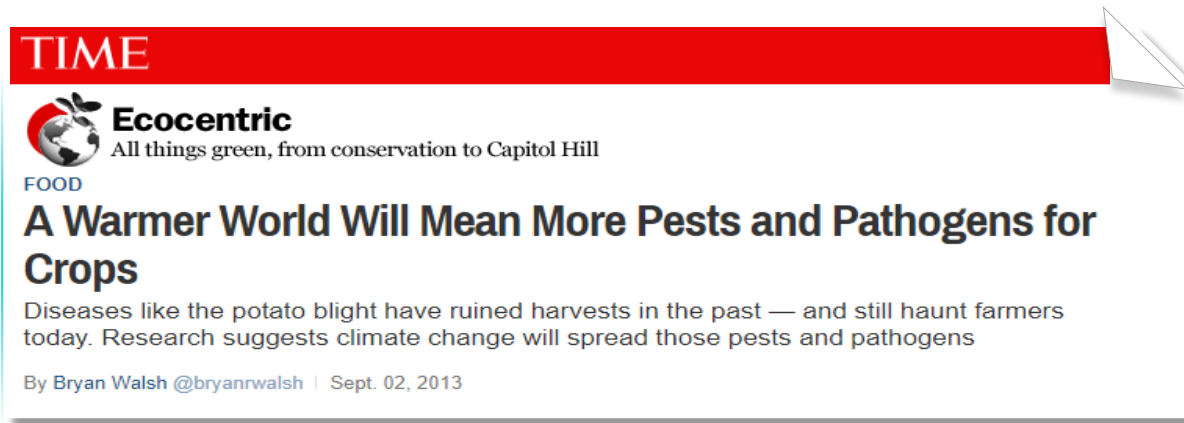 TIME
Ecocentric
All things green, from conservation to Capitol Hill
FOOD
A Warmer World Will Mean More Pests and Pathogens for
Crops
Diseases like the potato blight have ruined harvests in the past — and still haunt farmers
today. Research suggests climate change will spread those pests and pathogens
By Bryan Walsh @bryanrwalsh | Sept. 02, 2013